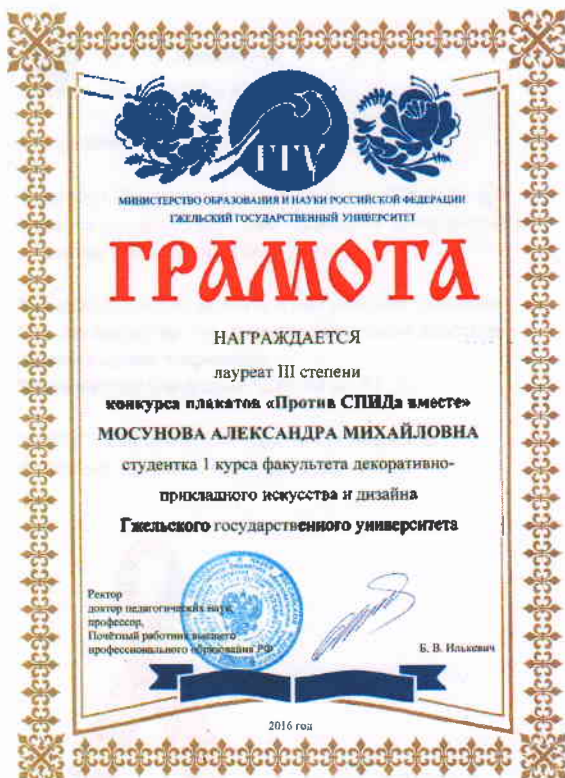 ГГУ
МИНИСТЕРСТВО ОБРАЗОВАНИЯ И НАУКИ РОССИЙСКОЙ ФЕДЕРАЦИИ
ГЖЕЛЬСКИЙ ГОСУДАРСТВЕННЫЙ УНИВЕРСИТЕТ
ГРАМОТА
НАГРАЖДАЕТСЯ
лауреат III степени
конкурса плакатов «Против СПИДа вместе»
МОСУНОВА АЛЕКСАНДРА МИХАЙЛОВНА
студентка 1 курса факультета декоративно-
прикладного искусства и дизайна
Гжельского государственного университета
Ректор
доктор педагогических наук,
профессор,
Почётный работник высшего
профессионального образования РФ
Б. В. Илькевич
2016 год